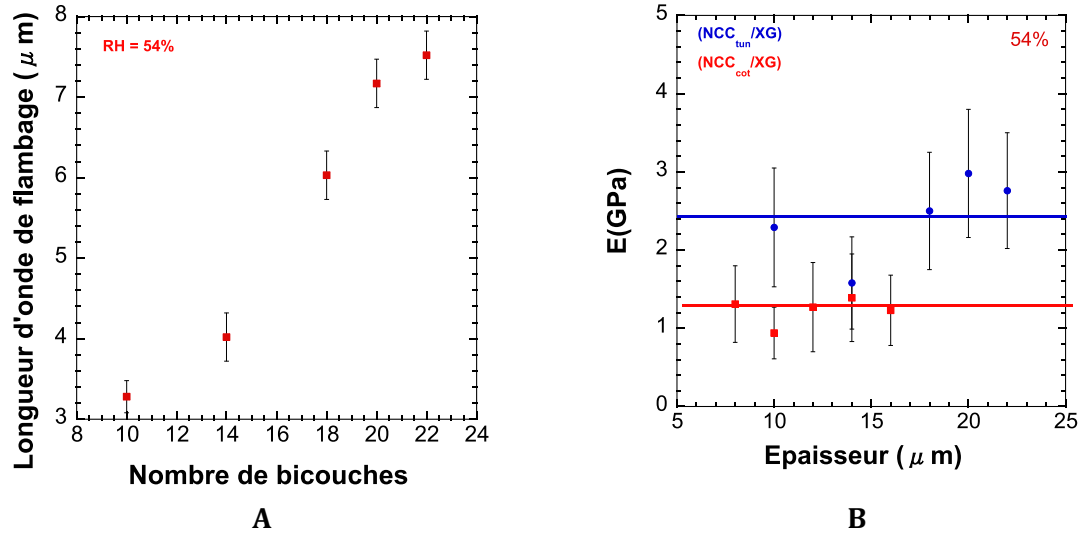 8
7
6
5
4
3
RH = 54%
Longueur d'onde de flambage ( μ m)
8 10 12 14 16 18 20 22 24
Nombre de bicouches
A
5
4
3
2
1
0
(NCCtun/XG)
(NCCcot/XG)
54%
E(GPa)
5 10 15 20 25
Epaisseur ( μ m)
B